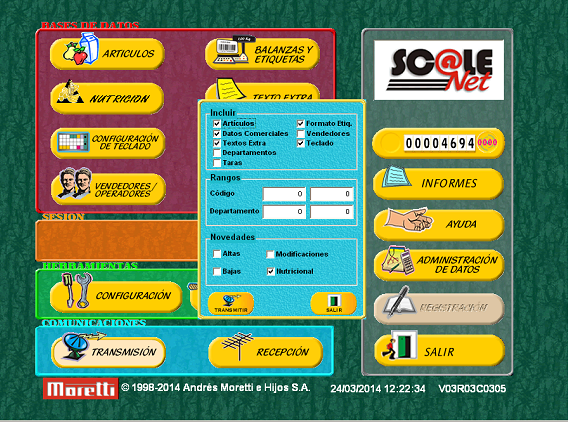 BASES DE DATOS
ARTICULOS
BALANZAS Y
ETIQUETAS
NUTRICION
TEXTO EXTRA
CONFIGURACIÓN
DE TECLADO
VENDEDORES /
OPERADORES
SESION
HERRAMIENTAS
CONFIGURACIÓN
COMUNICACIONES
TRANSMISIÓN
RECEPCIÓN
Incluir
Artículos
Formato Etiq.
Datos Comerciales
Vendedores
Textos Extra
Teclado
Departamentos
Taras
Rangos
Código 0 0
Departamento 0 0
Novedades
Altas
Modificaciones
Bajas
Nutricional
TRANSMITIR
SALIR
SC@LE
Net
00004694 0000
INFORMES
AYUDA
ADMINISTRACIÓN
DE DATOS
REGISTRACIÓN
SALIR
Moretti © 1998-2014 Andrés Moretti e Hijos S.A. 24/03/2014 12:22:34 V03R03C0305